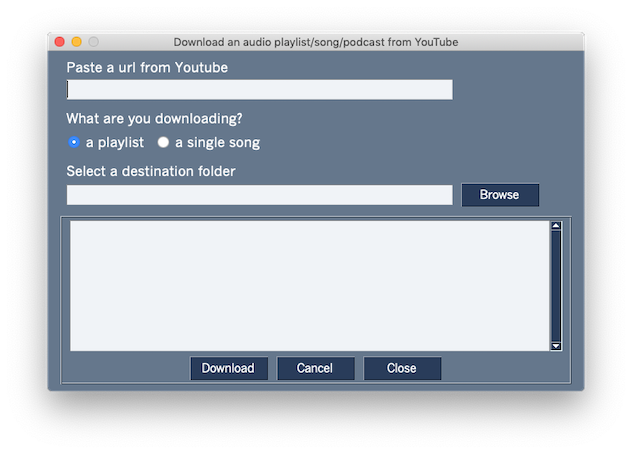 Download an audio playlist/song/podcast from YouTube
Paste a url from Youtube
What are you downloading?
a playlist a single song
Select a destination folder
Browse
Download Cancel Close